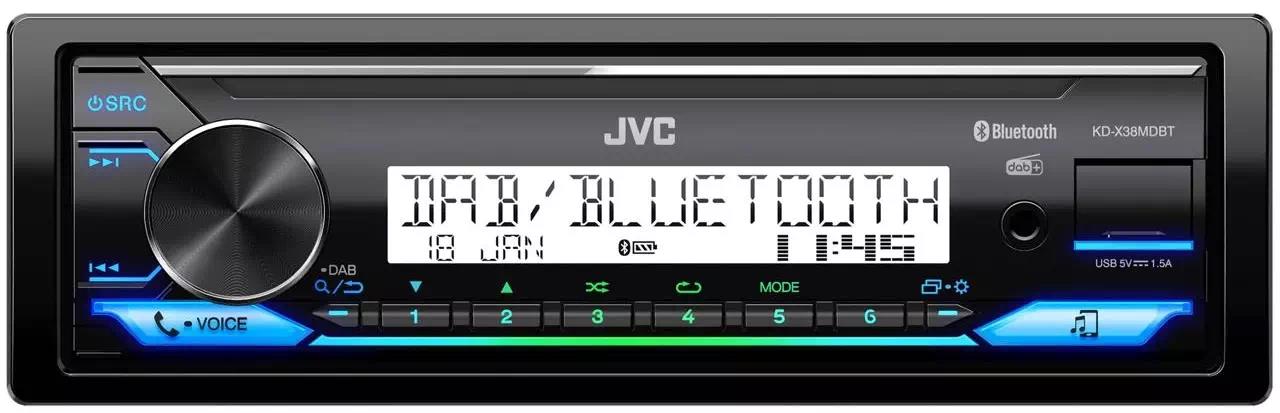 SRC
JVC
Bluetooth
KD-X38MDBT
dab+
DAB/BLUETOOTH
18 JAN
11:45
USB 5V⎓1.5A
•DAB
MODE
• VOICE
1 2 3 4 5 6